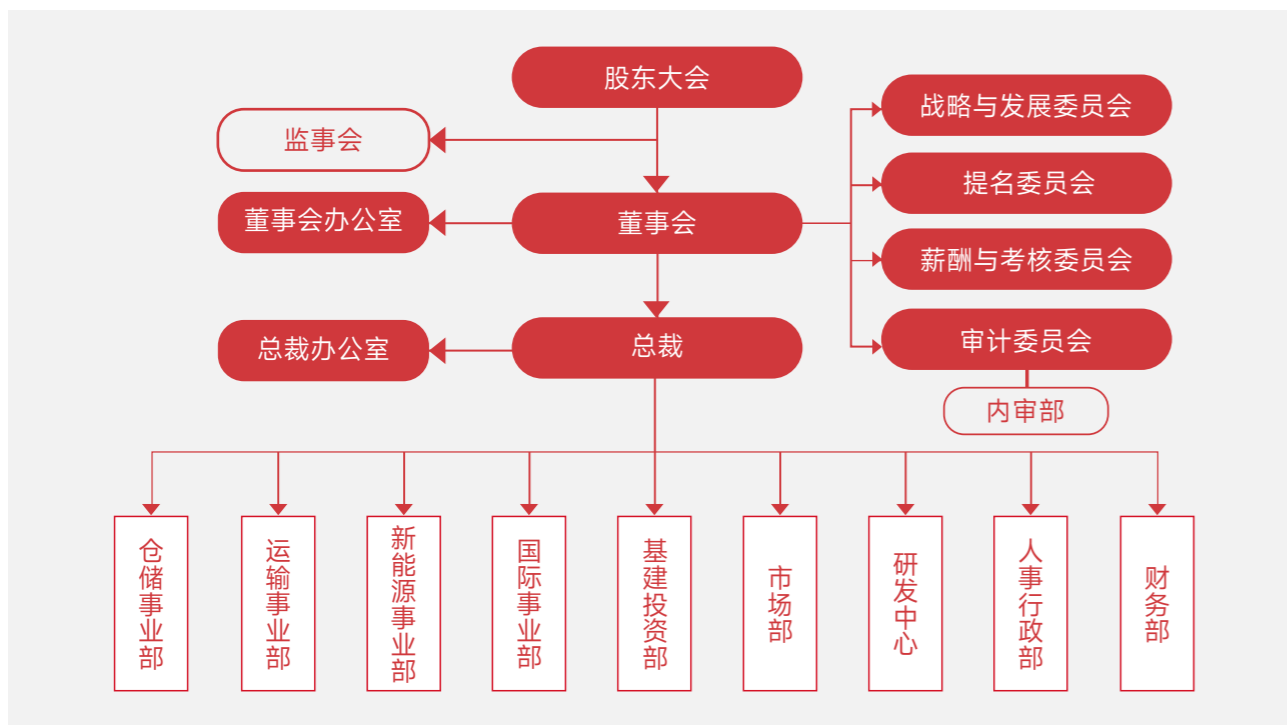 股东大会
监事会
董事会办公室
董事会
总裁办公室
总裁
战略与发展委员会
提名委员会
薪酬与考核委员会
审计委员会
内审部
仓储事业部
运输事业部
新能源事业部
国际事业部
基建投资部
市场部
研发中心
人事行政部
财务部